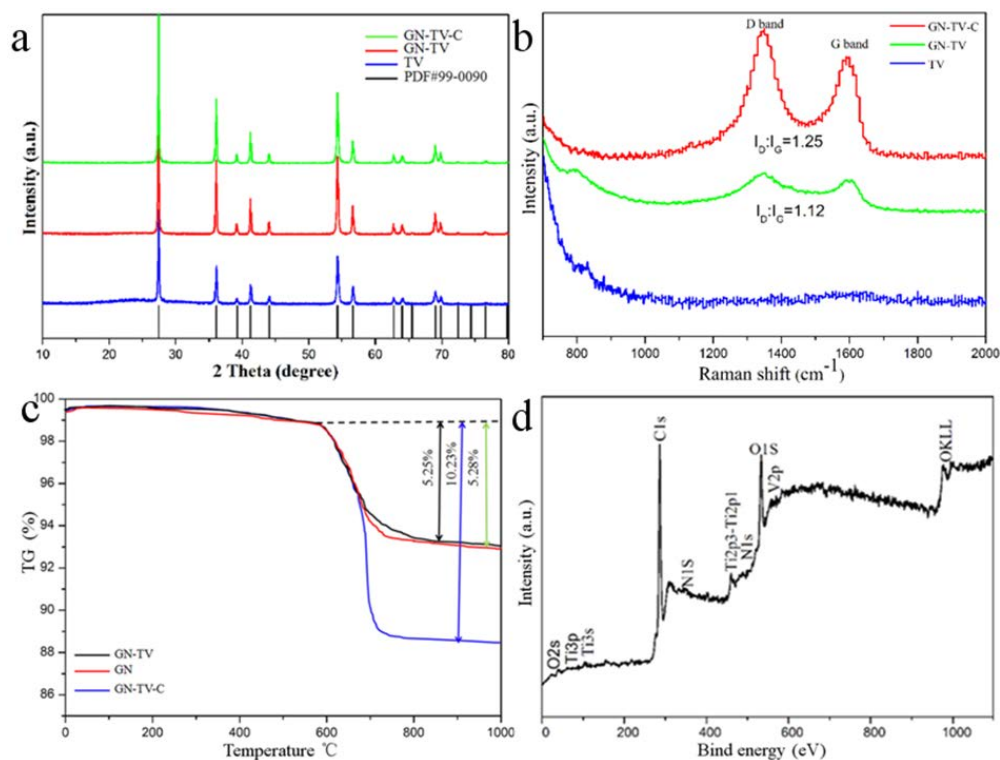 a
GN-TV-C
GN-TV
TV
PDF#99-0090
Intensity (a.u.)
10 20 30 40 50 60 70 80
2 Theta (degree)
b
D band
G band
GN-TV-C
GN-TV
TV
I_D:I_G=1.25
I_D:I_G=1.12
Intensity (a.u.)
800 1000 1200 1400 1600 1800 2000
Raman shift (cm⁻¹)
c
100
98
96
94
92
90
88
86
TG (%)
5.25%
10.23%
5.28%
GN-TV
GN
GN-TV-C
0 200 400 600 800 1000
Temperature ℃
d
C1s
O1S
V2p
OKLL
Ti2p3-Ti2p1
N1s
N1S
O2s
Ti3p
Ti3s
Intensity (a.u.)
0 200 400 600 800 1000
Bind energy (eV)